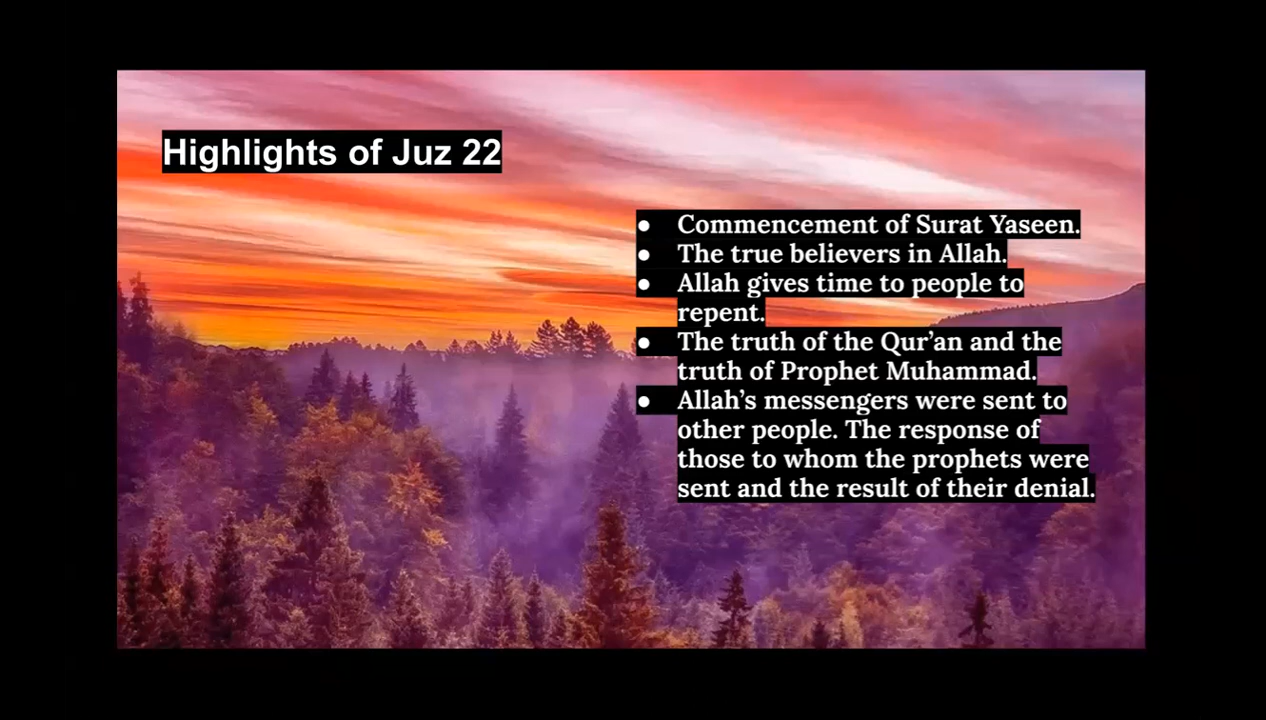 Highlights of Juz 22
● Commencement of Surat Yaseen.
● The true believers in Allah.
● Allah gives time to people to
repent.
● The truth of the Qur’an and the
truth of Prophet Muhammad.
● Allah’s messengers were sent to
other people. The response of
those to whom the prophets were
sent and the result of their denial.